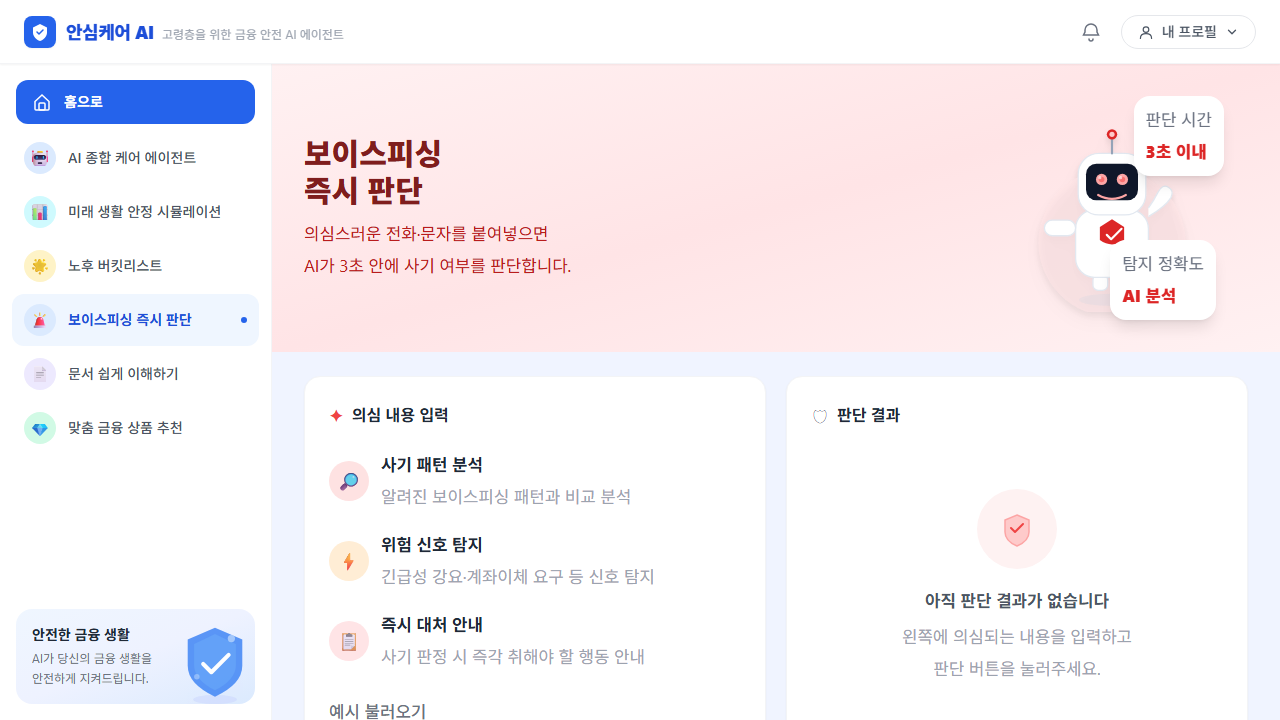 안심케어 AI 고령층을 위한 금융 안전 AI 에이전트
내 프로필
홈으로
AI 종합 케어 에이전트
미래 생활 안정 시뮬레이션
노후 버킷리스트
보이스피싱 즉시 판단
문서 쉽게 이해하기
맞춤 금융 상품 추천
안전한 금융 생활
AI가 당신의 금융 생활을
안전하게 지켜드립니다.
보이스피싱
즉시 판단
의심스러운 전화·문자를 붙여넣으면
AI가 3초 안에 사기 여부를 판단합니다.
판단 시간
3초 이내
탐지 정확도
AI 분석
의심 내용 입력
사기 패턴 분석
알려진 보이스피싱 패턴과 비교 분석
위험 신호 탐지
긴급성 강요·계좌이체 요구 등 신호 탐지
즉시 대처 안내
사기 판정 시 즉각 취해야 할 행동 안내
예시 불러오기
판단 결과
아직 판단 결과가 없습니다
왼쪽에 의심되는 내용을 입력하고
판단 버튼을 눌러주세요.